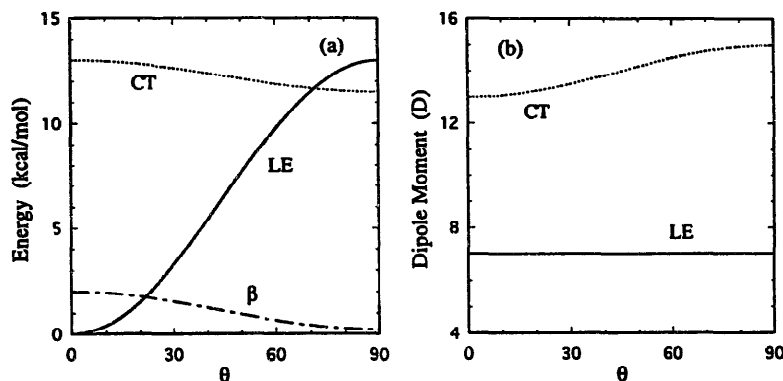 (a)
15
10
5
0
Energy (kcal/mol)
CT
LE
β
0 30 60 90
θ
(b)
16
12
8
4
Dipole Moment (D)
CT
LE
0 30 60 90
θ